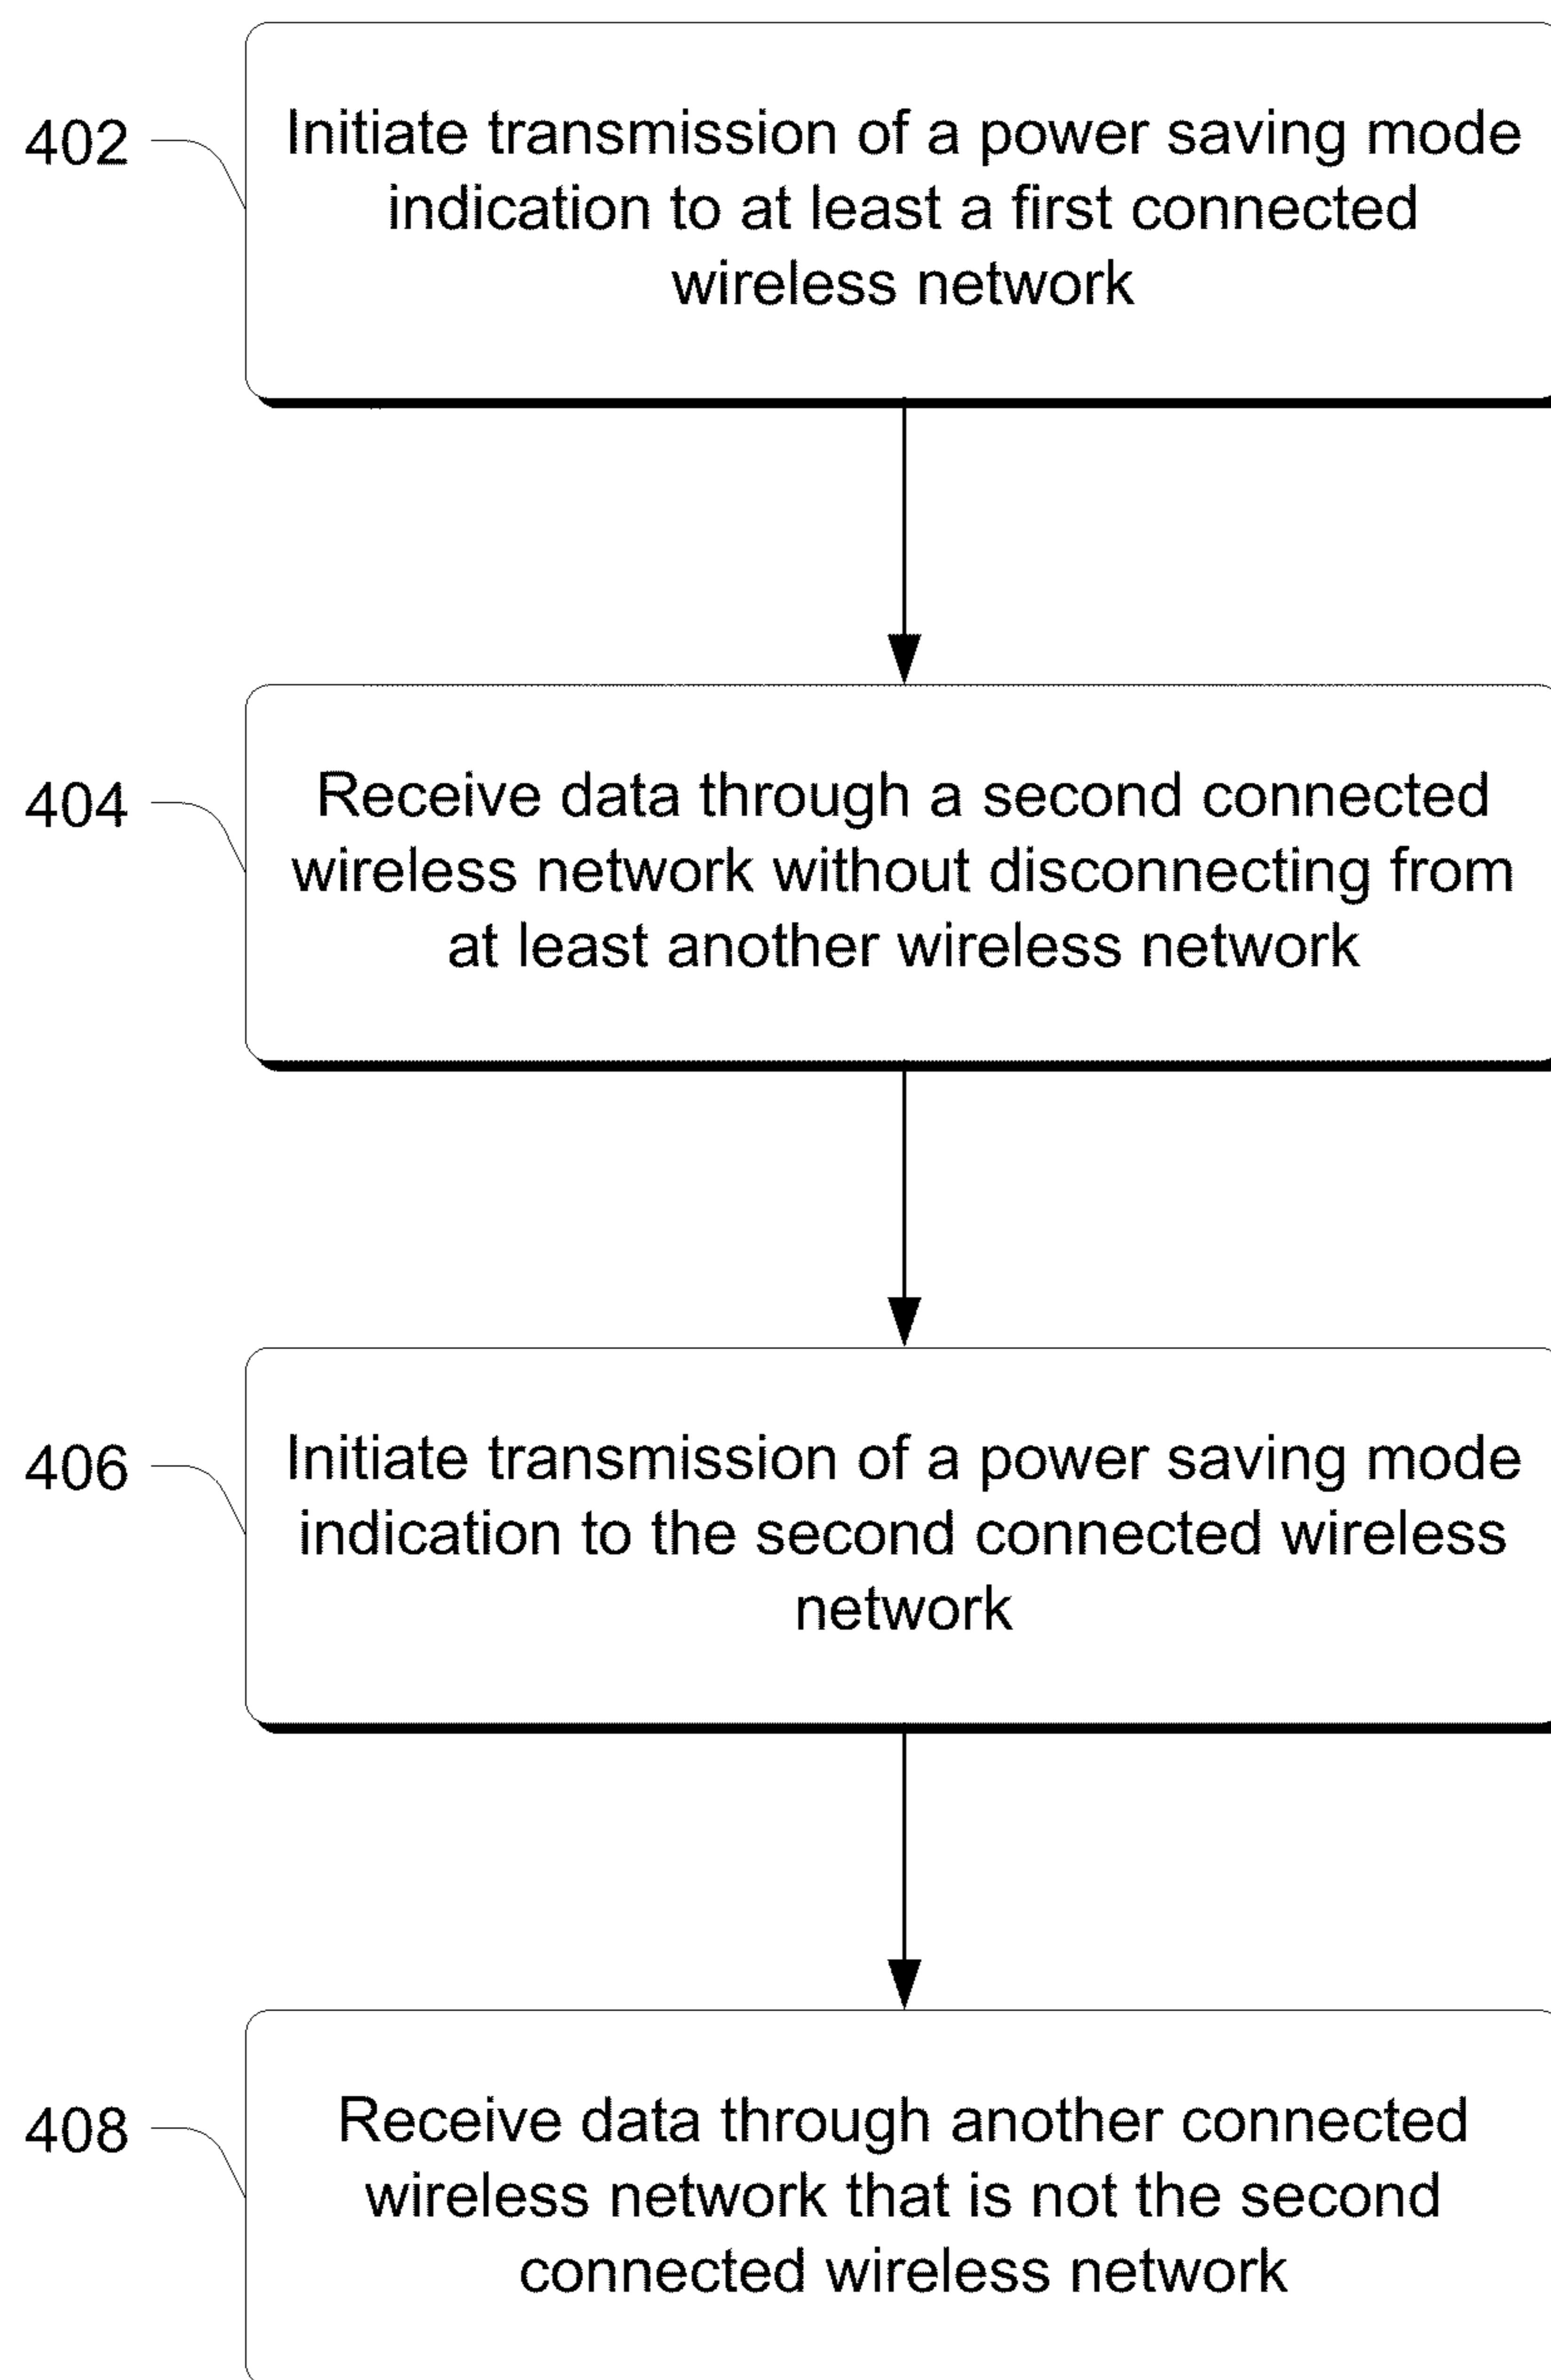 402
Initiate transmission of a power saving mode
indication to at least a first connected
wireless network
404
Receive data through a second connected
wireless network without disconnecting from
at least another wireless network
406
Initiate transmission of a power saving mode
indication to the second connected wireless
network
408
Receive data through another connected
wireless network that is not the second
connected wireless network